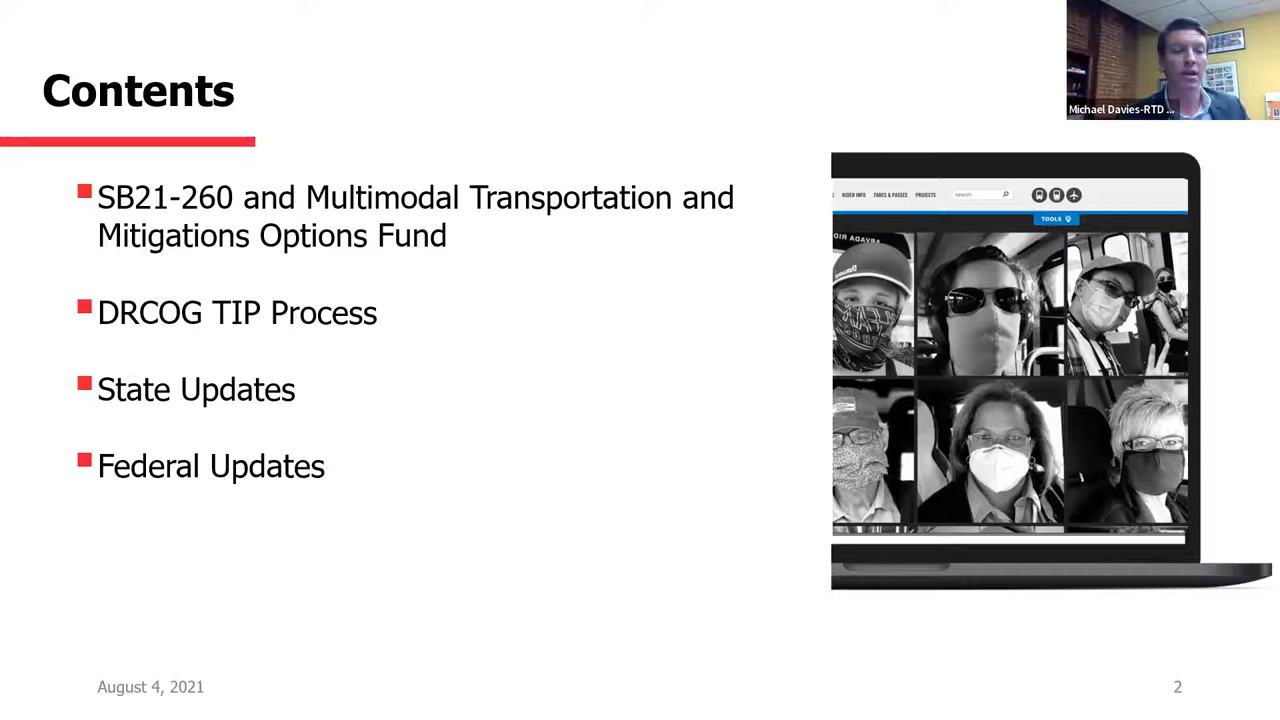 Contents
Michael Davies-RTD ...
SB21-260 and Multimodal Transportation and
Mitigations Options Fund
DRCOG TIP Process
State Updates
Federal Updates
RIDER INFO FARES & PASSES PROJECTS search
TOOLS
August 4, 2021
2